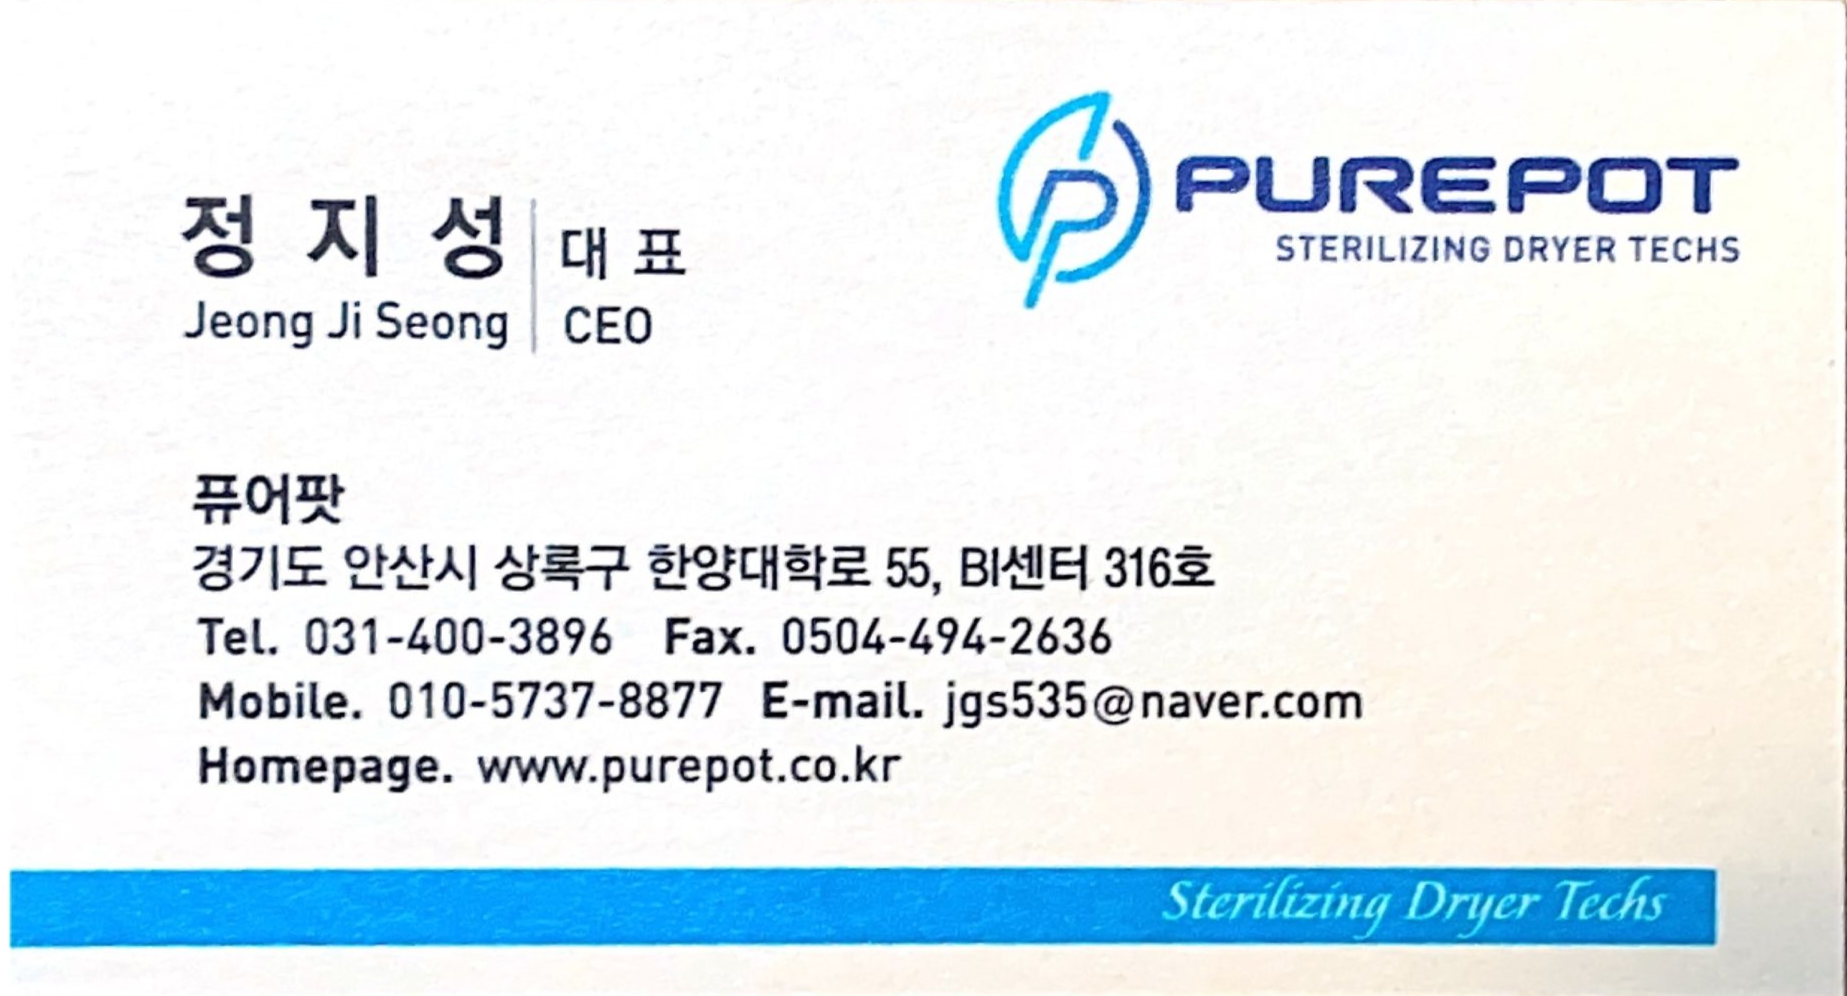 정 지 성 | 대 표
Jeong Ji Seong | CEO
PUREPOT
STERILIZING DRYER TECHS
퓨어팟
경기도 안산시 상록구 한양대학로 55, BI센터 316호
Tel. 031-400-3896 Fax. 0504-494-2636
Mobile. 010-5737-8877 E-mail. jgs535@naver.com
Homepage. www.purepot.co.kr
Sterilizing Dryer Techs